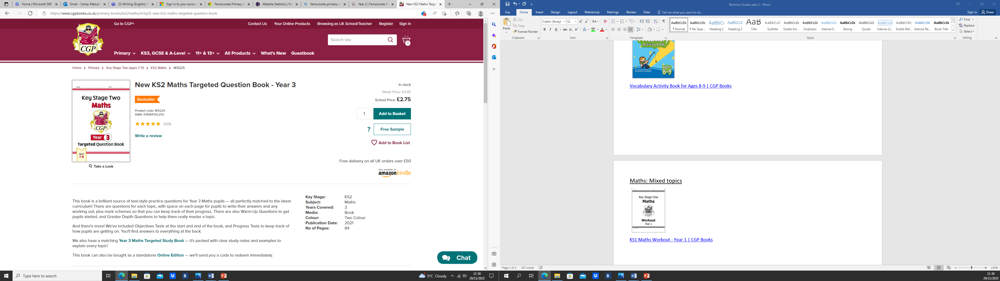 Home | Microsoft 365
Email - Carley Metcalf
(1) Writing (English) |
Sign in to your accoun
Feniscowles Primary S
Website Statistics | Fen
feniscowles primary sc
Year 2 | Feniscowles P
New KS2 Maths Target
https://www.cgpbooks.co.uk/primary-books/ks2/maths/m3q25-new-ks2-maths-targeted-question-book
Go to CGP+
Contact Us
Your Online Products
Browsing as UK School/Teacher
Register
Sign In
CGP
Search site
0
Primary
KS3, GCSE & A-Level
11+ & 13+
All Products
What's New
Guestbook
Home > Primary > Key Stage Two (ages 7-11) > KS2 Maths > M3Q25
Key Stage Two
Maths
CGP
Year 3
Targeted Question Book
Ages
7-8
Take a Look
New KS2 Maths Targeted Question Book - Year 3
Bestseller
Product code: M3Q25
ISBN: 9781847622112
(129)
Write a review
In stock
Retail Price: £4.95
School Price: £2.75
1
Add to Basket
? Free Sample
Add to Book List
Free delivery on all UK orders over £50
Also available on
amazonkindle
This book is a brilliant source of test-style practice questions for Year 3 Maths pupils — all perfectly matched to the latest
curriculum! There are questions for each topic, with space on each page for pupils to write their answers and any
working out, plus mark schemes so that you can keep track of their progress. There are also Warm-Up Questions to get
pupils started, and Greater Depth Questions to help them really master a topic.
And there's more! We've included Objectives Tests at the start and end of the book, and Progress Tests to keep track of
how pupils are getting on. You'll find answers to everything at the back.
We also have a matching Year 3 Maths Targeted Study Book — it's packed with clear study notes and examples to
explain every topic!
This book can also be bought as a standalone Online Edition — we'll send you a code to redeem immediately.
Key Stage: KS2
Subject: Maths
Years Covered: 3
Media: Book
Colour: Two Colour
Publication Date: 2021
No of Pages: 84
Chat
Type here to search
5°C Cloudy
11:30
29/11/2022
Revision Guides year 1 - Word
File
Home
Insert
Design
Layout
References
Mailings
Review
View
Tell me what you want to do...
Sign in
Share
Paste
Cut
Copy
Format Painter
Clipboard
Calibri (Body)
11
Font
Paragraph
¶ Normal
¶ No Spac...
Heading 1
Heading 2
Title
Subtitle
Subtle Em...
Emphasis
Intense E...
Strong
Quote
Intense Q...
Subtle Ref...
Intense Re...
Book Title
Styles
Find
Replace
Select
Editing
Activity Book
Ages
8-9
Vocabulary Activity Book for Ages 8-9 | CGP Books
Maths: Mixed topics
Key Stage One
Maths
CGP
Workout
Year 1
KS1 Maths Workout - Year 1 | CGP Books
Page 1 of 2
107 words
130%
11:30
29/11/2022